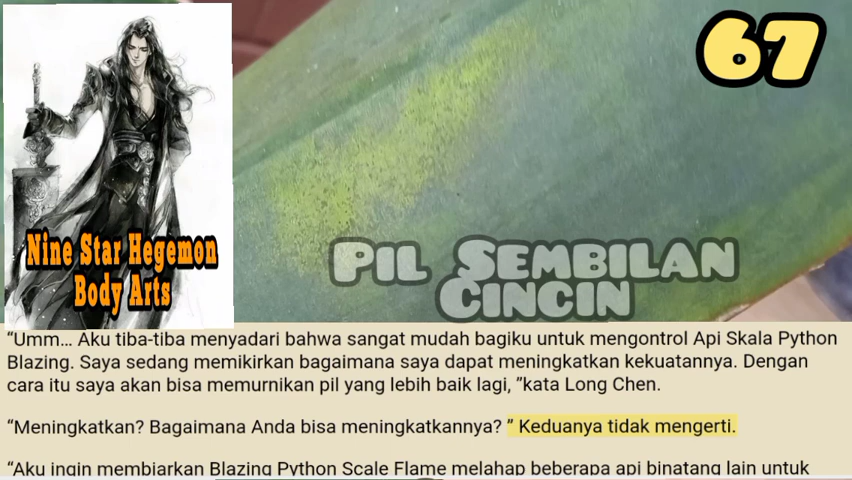 67
Nine Star Hegemon
Body Arts
Pil Sembilan
Cincin
“Umm… Aku tiba-tiba menyadari bahwa sangat mudah bagiku untuk mengontrol Api Skala Python
Blazing. Saya sedang memikirkan bagaimana saya dapat meningkatkan kekuatannya. Dengan
cara itu saya akan bisa memurnikan pil yang lebih baik lagi, ”kata Long Chen.
“Meningkatkan? Bagaimana Anda bisa meningkatkannya? ” Keduanya tidak mengerti.
“Aku ingin membiarkan Blazing Python Scale Flame melahap beberapa api binatang lain untuk